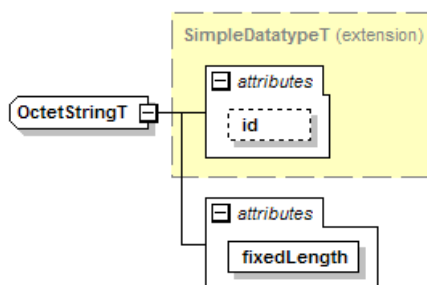 SimpleDatatypeT (extension)
attributes
OctetStringT
id
attributes
fixedLength